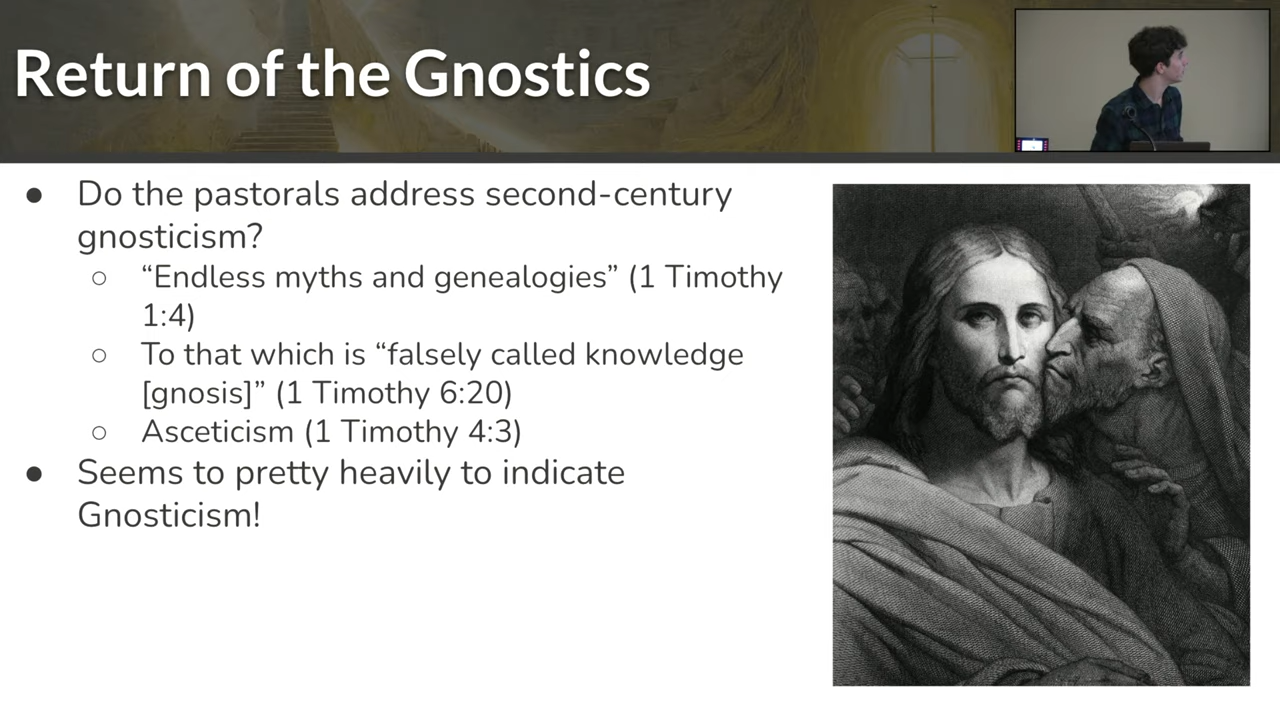 Return of the Gnostics
● Do the pastorals address second-century
gnosticism?
○ “Endless myths and genealogies” (1 Timothy
1:4)
○ To that which is “falsely called knowledge
[gnosis]” (1 Timothy 6:20)
○ Asceticism (1 Timothy 4:3)
● Seems to pretty heavily to indicate
Gnosticism!